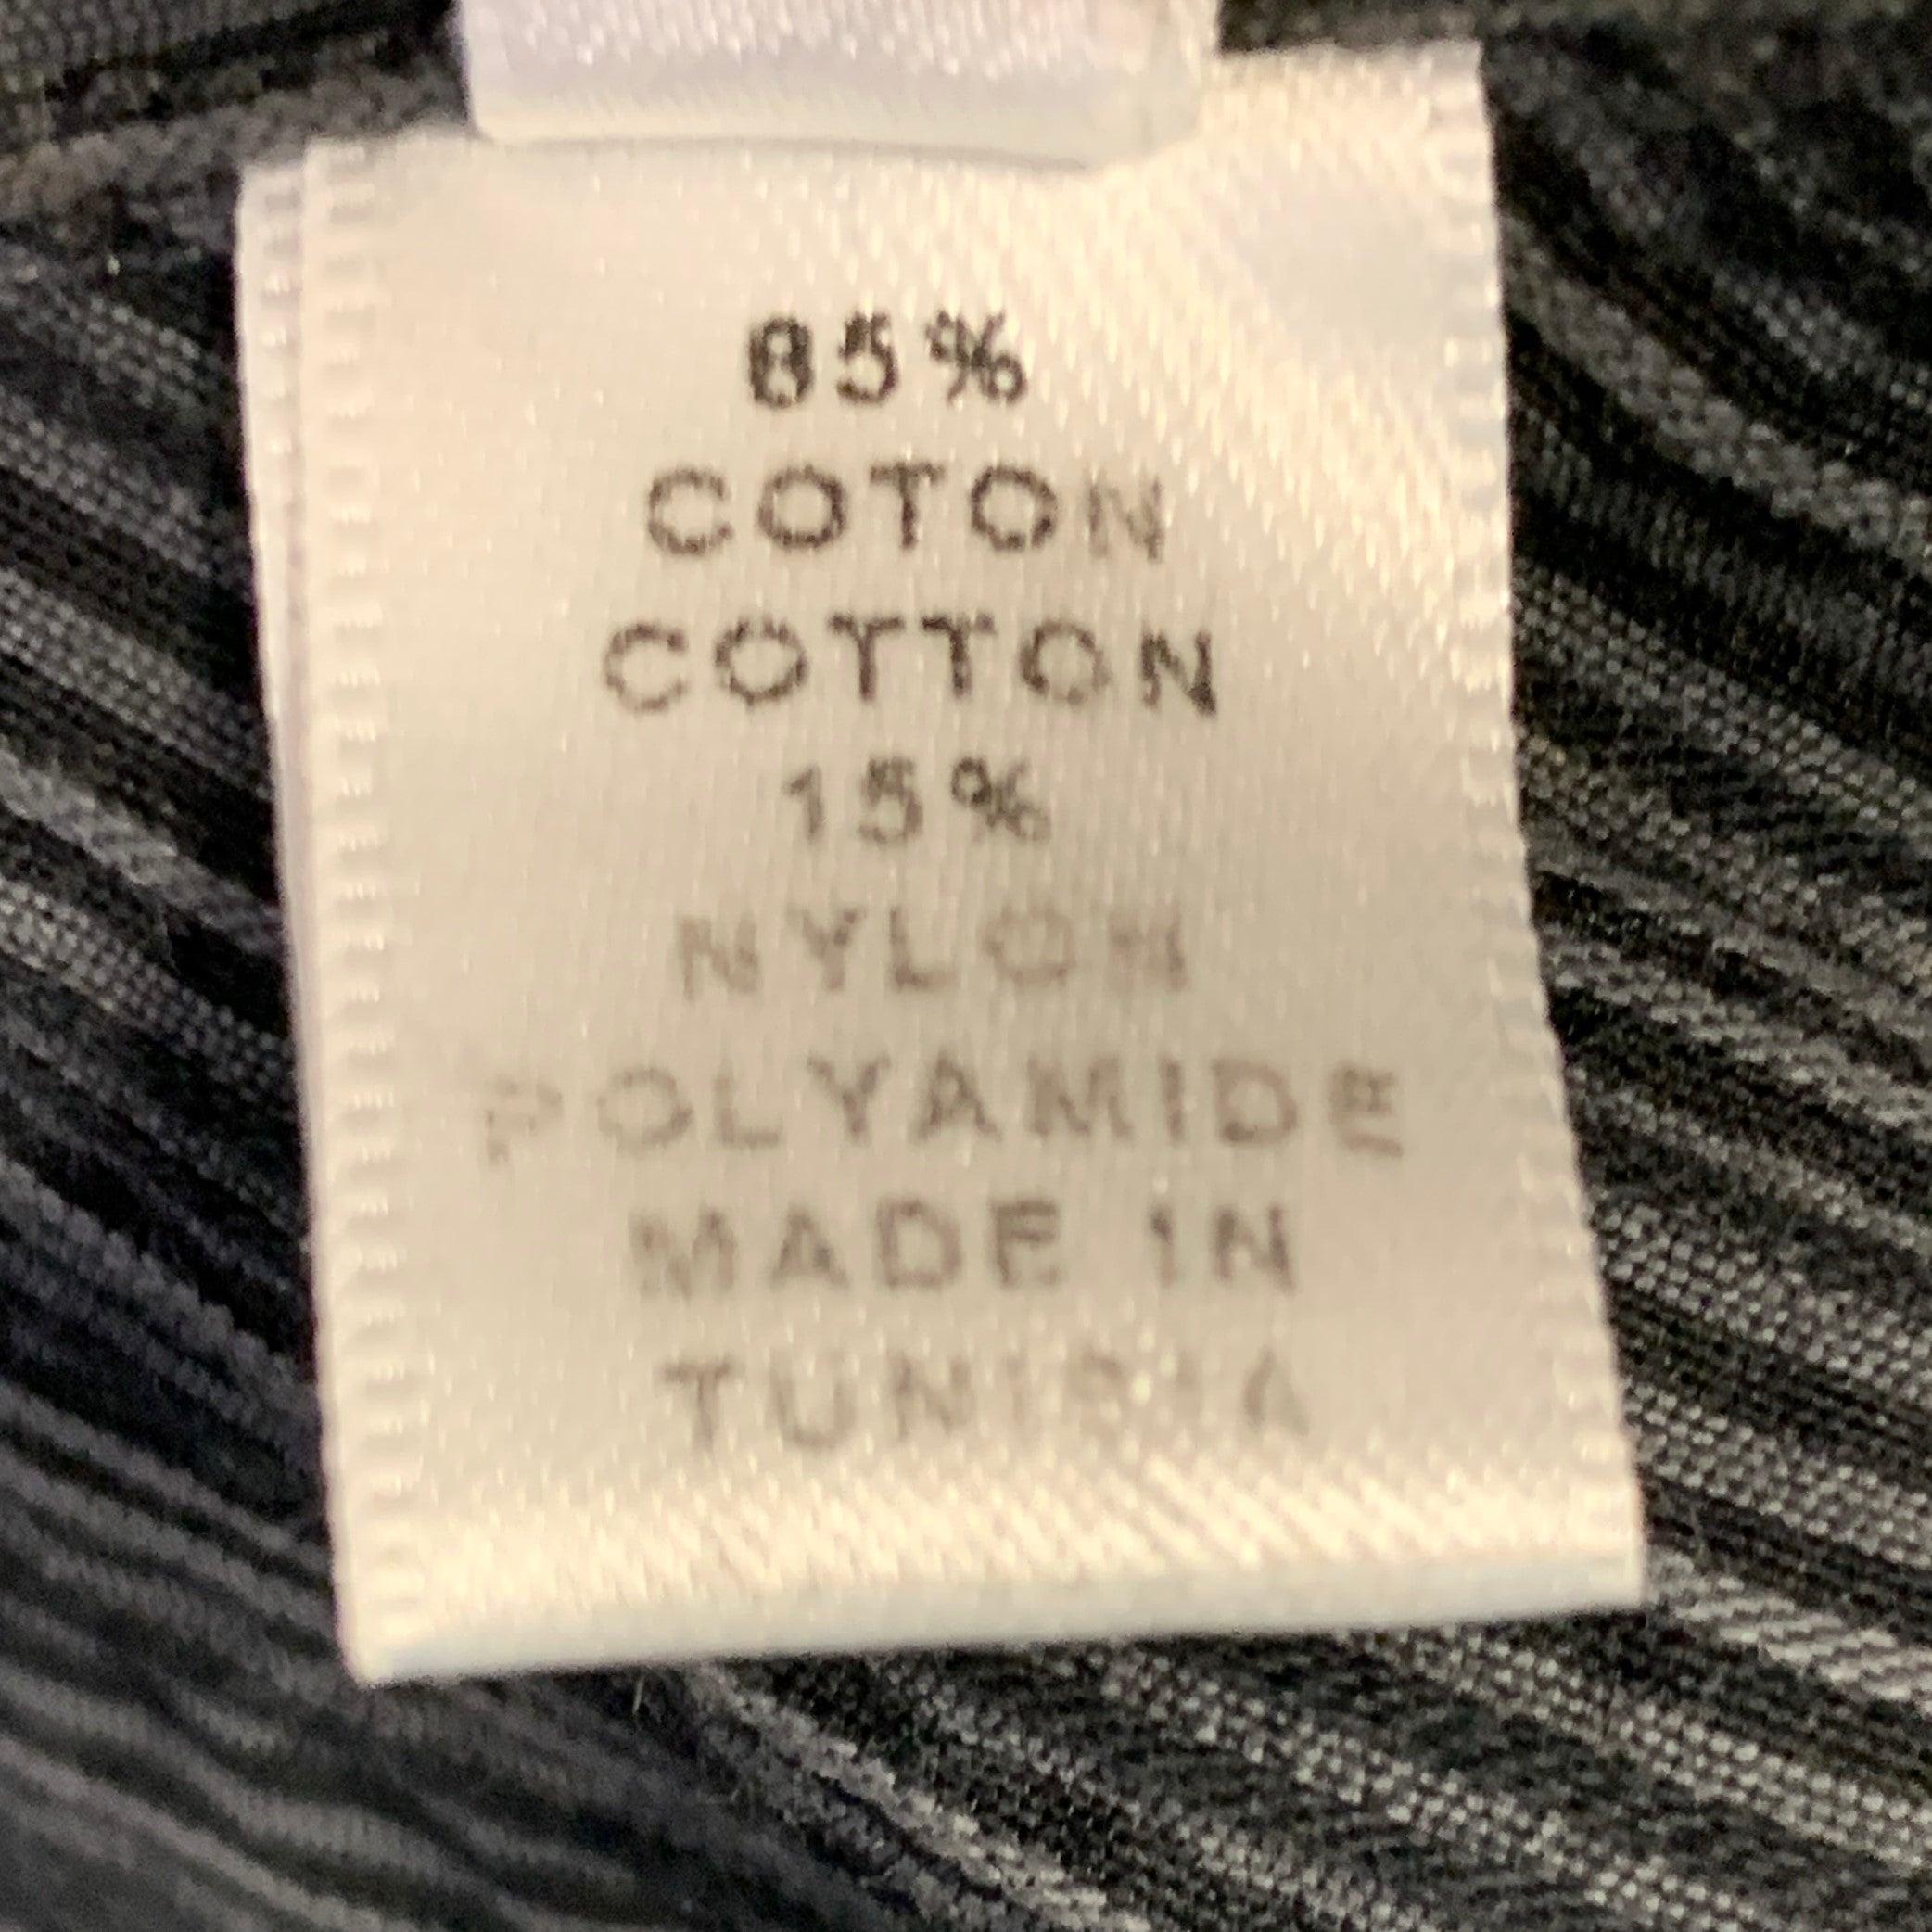 85%
COTON
COTTON
15%
NYLON
POLYAMIDE
MADE IN
TUNISIA